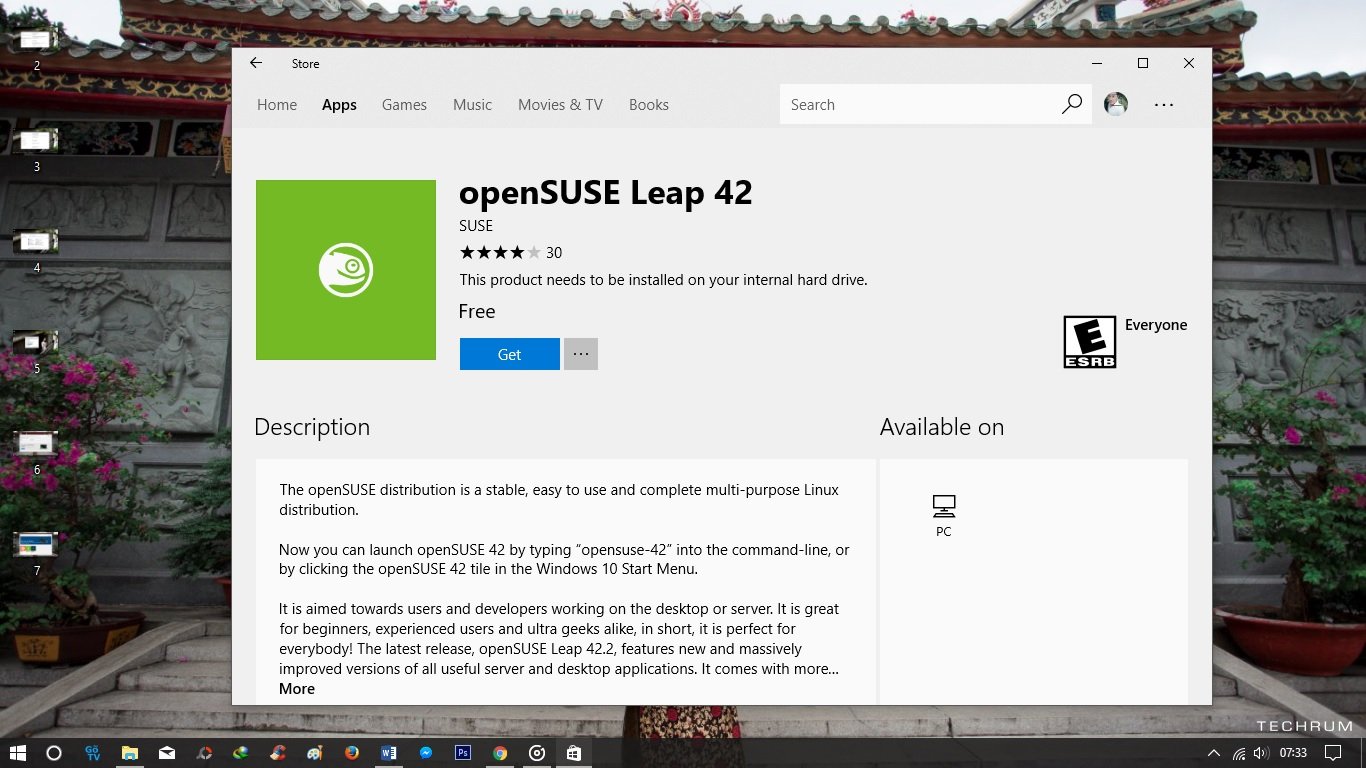 Store
Home Apps Games Music Movies & TV Books
Search
openSUSE Leap 42
SUSE
30
This product needs to be installed on your internal hard drive.
Free
Get
E
ESRB
Everyone
Description
The openSUSE distribution is a stable, easy to use and complete multi-purpose Linux
distribution.
Now you can launch openSUSE 42 by typing “opensuse-42” into the command-line, or
by clicking the openSUSE 42 tile in the Windows 10 Start Menu.
It is aimed towards users and developers working on the desktop or server. It is great
for beginners, experienced users and ultra geeks alike, in short, it is perfect for
everybody! The latest release, openSUSE Leap 42.2, features new and massively
improved versions of all useful server and desktop applications. It comes with more...
More
Available on
PC
2
3
4
5
6
7
TECHRUM
GO
TV
W
Ps
07:33